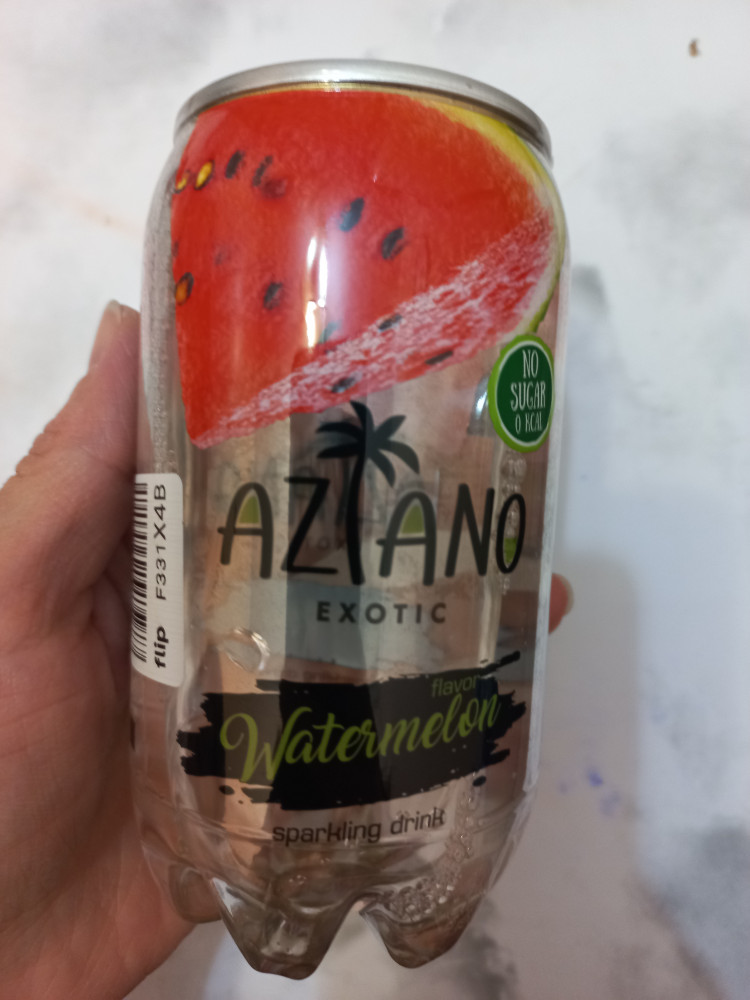 NO
SUGAR
0 KCAL
AZIANO
EXOTIC
flavor
Watermelon
sparkling drink
flip F331X4B